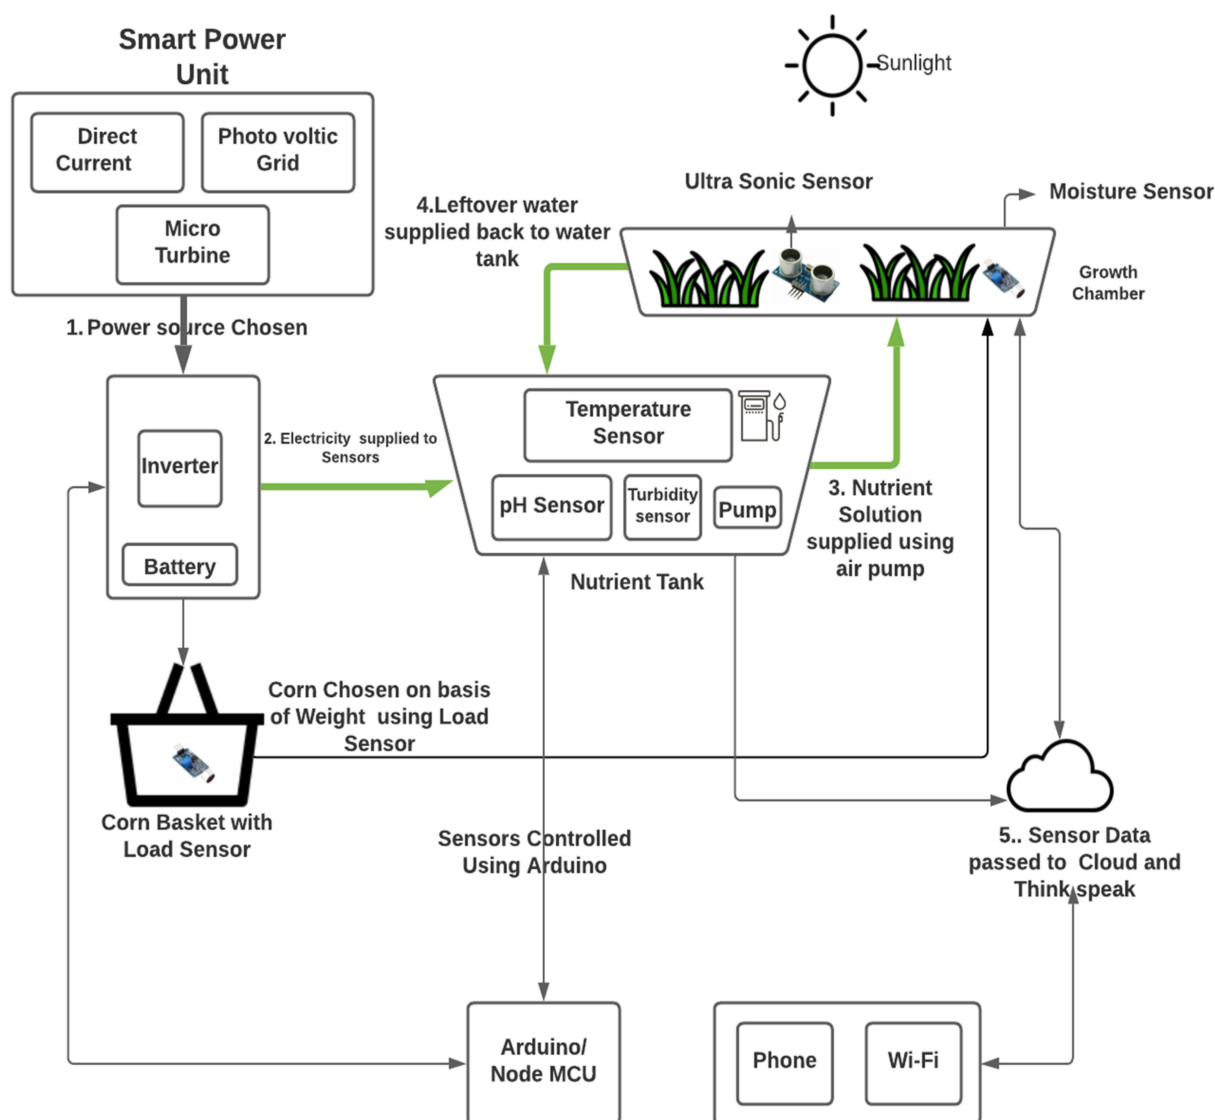 Smart Power
Unit
Sunlight
Direct
Current
Photo voltic
Grid
Micro
Turbine
1. Power source Chosen
Ultra Sonic Sensor
Moisture Sensor
4.Leftover water
supplied back to water
tank
Growth
Chamber
Inverter
Battery
2. Electricity supplied to
Sensors
Temperature
Sensor
pH Sensor
Turbidity
sensor
Pump
Nutrient Tank
3. Nutrient
Solution
supplied using
air pump
Corn Chosen on basis
of Weight using Load
Sensor
Corn Basket with
Load Sensor
Sensors Controlled
Using Arduino
5.. Sensor Data
passed to Cloud and
Think speak
Arduino/
Node MCU
Phone
Wi-Fi